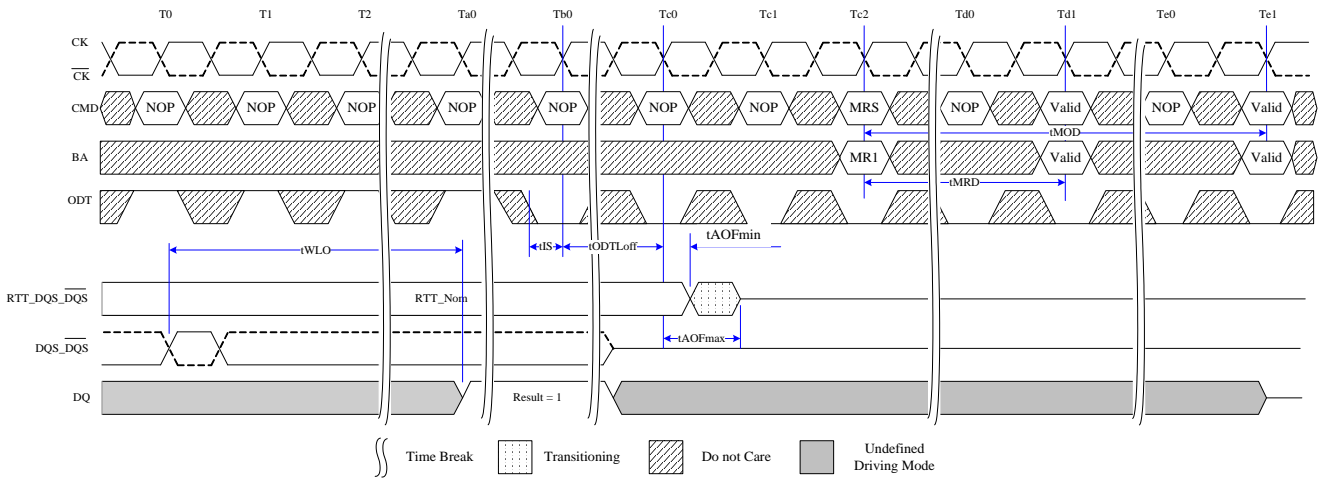 T0 T1 T2 Ta0 Tb0 Tc0 Tc1 Tc2 Td0 Td1 Te0 Te1
CK
CK
CMD NOP NOP NOP NOP NOP NOP NOP MRS NOP Valid NOP Valid
tMOD
BA MR1 Valid Valid
tMRD
ODT
tWLO tIS tODTLoff tAOFmin
RTT_DQS_DQS RTT_Nom
tAOFmax
DQS_DQS
DQ Result = 1
Time Break Transitioning Do not Care Undefined
Driving Mode